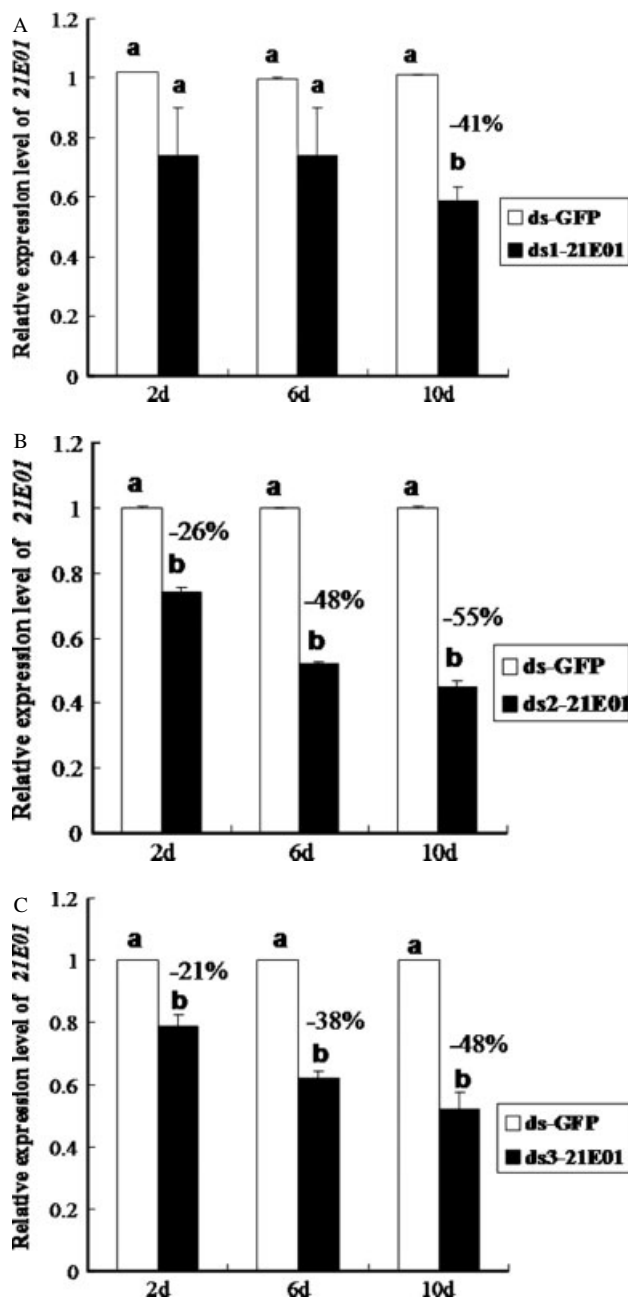 A
Relative expression level of 21E01
1.2
1
0.8
0.6
0.4
0.2
0
a
a
a
a
a
-41%
b
2d
6d
10d
ds-GFP
ds1-21E01
B
Relative expression level of 21E01
1.2
1
0.8
0.6
0.4
0.2
0
a
-26%
b
a
-48%
b
a
-55%
b
2d
6d
10d
ds-GFP
ds2-21E01
C
Relative expression level of 21E01
1.2
1
0.8
0.6
0.4
0.2
0
a
-21%
b
a
-38%
b
a
-48%
b
2d
6d
10d
ds-GFP
ds3-21E01